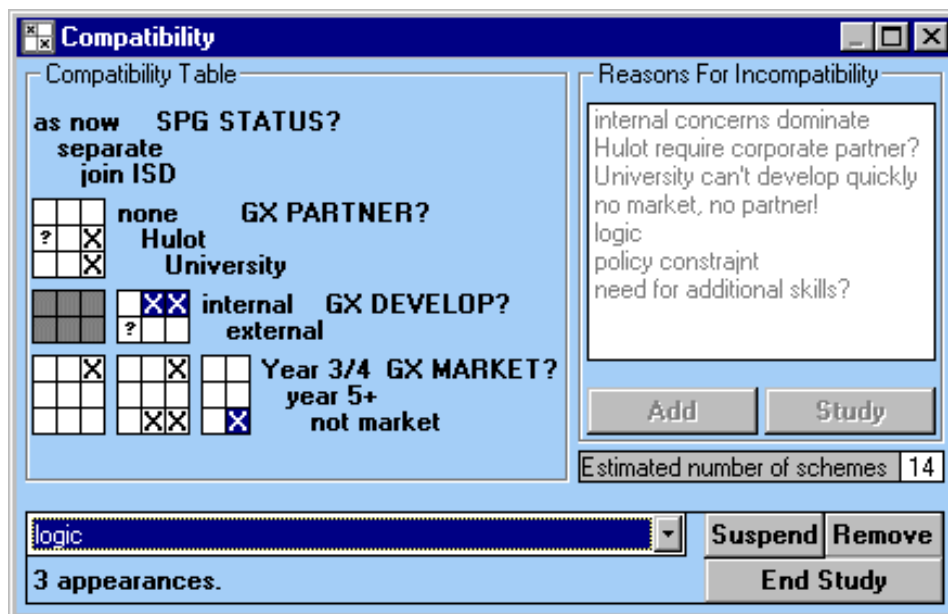 Compatibility
Compatibility Table
as now SPG STATUS?
separate
join ISD
none GX PARTNER?
? X Hulot
X University
X X internal GX DEVELOP?
? external
X X Year 3/4 GX MARKET?
year 5+
X X X not market
Reasons For Incompatibility
internal concerns dominate
Hulot require corporate partner?
University can't develop quickly
no market, no partner!
logic
policy constrajnt
need for additional skills?
Add Study
Estimated number of schemes 14
logic
Suspend Remove
3 appearances.
End Study